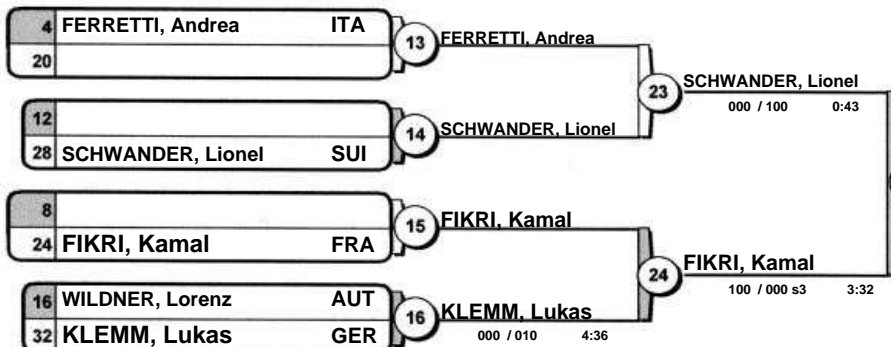 4 FERRETTI, Andrea ITA
20
13 FERRETTI, Andrea
23 SCHWANDER, Lionel
000 / 100 0:43
12
28 SCHWANDER, Lionel SUI
14 SCHWANDER, Lionel
8
24 FIKRI, Kamal FRA
15 FIKRI, Kamal
24 FIKRI, Kamal
100 / 000 s3 3:32
16 WILDNER, Lorenz AUT
32 KLEMM, Lukas GER
16 KLEMM, Lukas
000 / 010 4:36